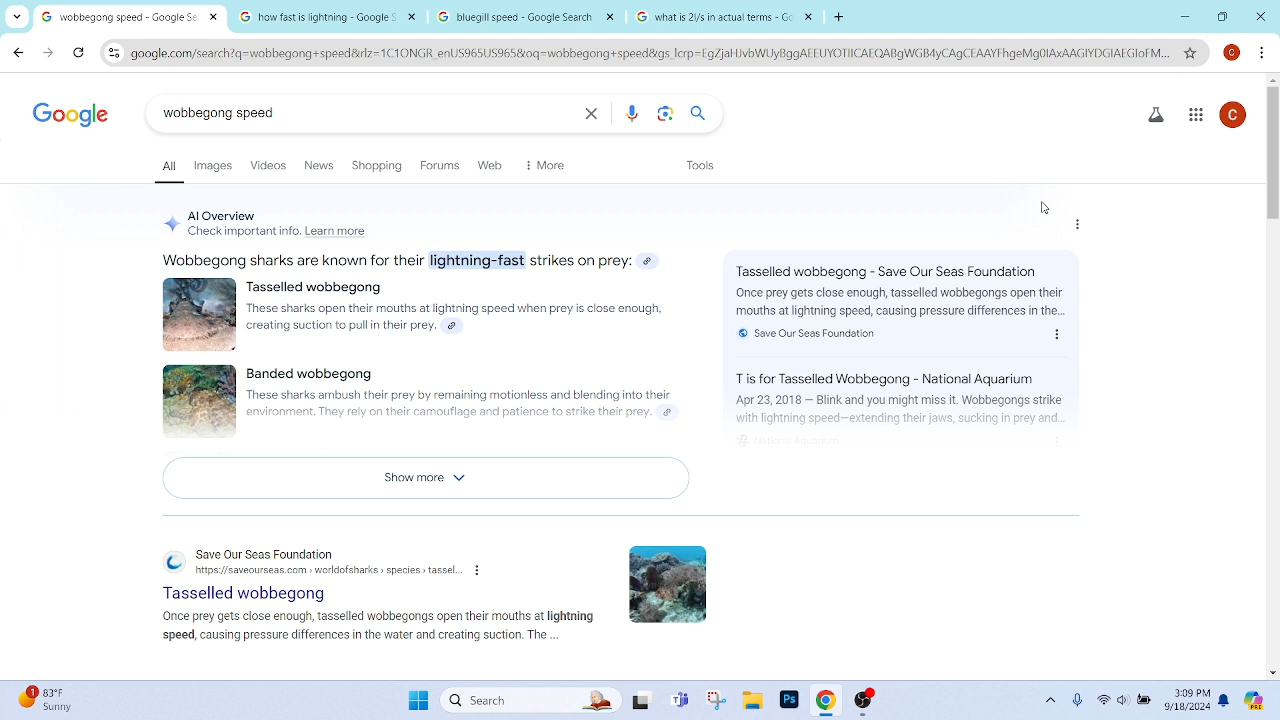 wobbegong speed - Google Se
how fast is lightning - Google S
bluegill speed - Google Search
what is 2l/s in actual terms - Go
google.com/search?q=wobbegong+speed&rlz=1C1ONGR_enUS965US965&oq=wobbegong+speed&gs_lcrp=
C
Google
wobbegong speed
C
All
Images
Videos
News
Shopping
Forums
Web
More
Tools
AI Overview
Check important info. Learn more
Wobbegong sharks are known for their lightning-fast strikes on prey:
Tasselled wobbegong
These sharks open their mouths at lightning speed when prey is close enough,
creating suction to pull in their prey.
Banded wobbegong
These sharks ambush their prey by remaining motionless and blending into their
environment. They rely on their camouflage and patience to strike their prey.
Tasselled wobbegong - Save Our Seas Foundation
Once prey gets close enough, tasselled wobbegongs open their
mouths at lightning speed, causing pressure differences in the...
Save Our Seas Foundation
T is for Tasselled Wobbegong - National Aquarium
Apr 23, 2018 — Blink and you might miss it. Wobbegongs strike
with lightning speed—extending their jaws, sucking in prey and...
National Aquarium
Show more
Save Our Seas Foundation
https://saveourseas.com › worldofsharks › species › tassel...
Tasselled wobbegong
Once prey gets close enough, tasselled wobbegongs open their mouths at lightning
speed, causing pressure differences in the water and creating suction. The ...
1
83°F
Sunny
Search
Ps
3:09 PM
9/18/2024